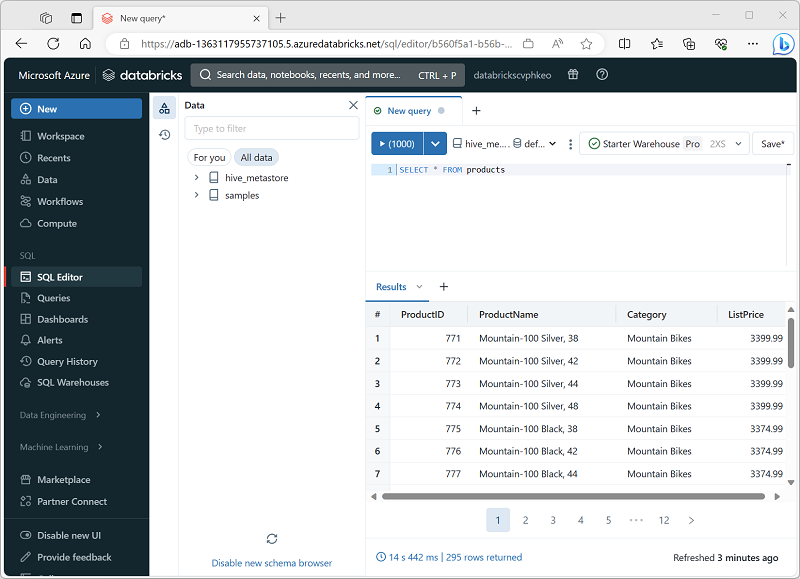 New query*
https://adb-1363117955737105.5.azuredatabricks.net/sql/editor/b560f5a1-b56b-...
Microsoft Azure databricks Search data, notebooks, recents, and more... CTRL + P databrickscvphkeo
New
Workspace
Recents
Data
Workflows
Compute
SQL
SQL Editor
Queries
Dashboards
Alerts
Query History
SQL Warehouses
Data Engineering
Machine Learning
Marketplace
Partner Connect
Disable new UI
Provide feedback
Data
Type to filter
For you All data
hive_metastore
samples
Disable new schema browser
New query
(1000) hive_me.... def... Starter Warehouse Pro 2XS Save*
1 SELECT * FROM products
Results
# ProductID ProductName Category ListPrice
1 771 Mountain-100 Silver, 38 Mountain Bikes 3399.99
2 772 Mountain-100 Silver, 42 Mountain Bikes 3399.99
3 773 Mountain-100 Silver, 44 Mountain Bikes 3399.99
4 774 Mountain-100 Silver, 48 Mountain Bikes 3399.99
5 775 Mountain-100 Black, 38 Mountain Bikes 3374.99
6 776 Mountain-100 Black, 42 Mountain Bikes 3374.99
7 777 Mountain-100 Black, 44 Mountain Bikes 3374.99
1 2 3 4 5 ··· 12
14 s 442 ms | 295 rows returned Refreshed 3 minutes ago